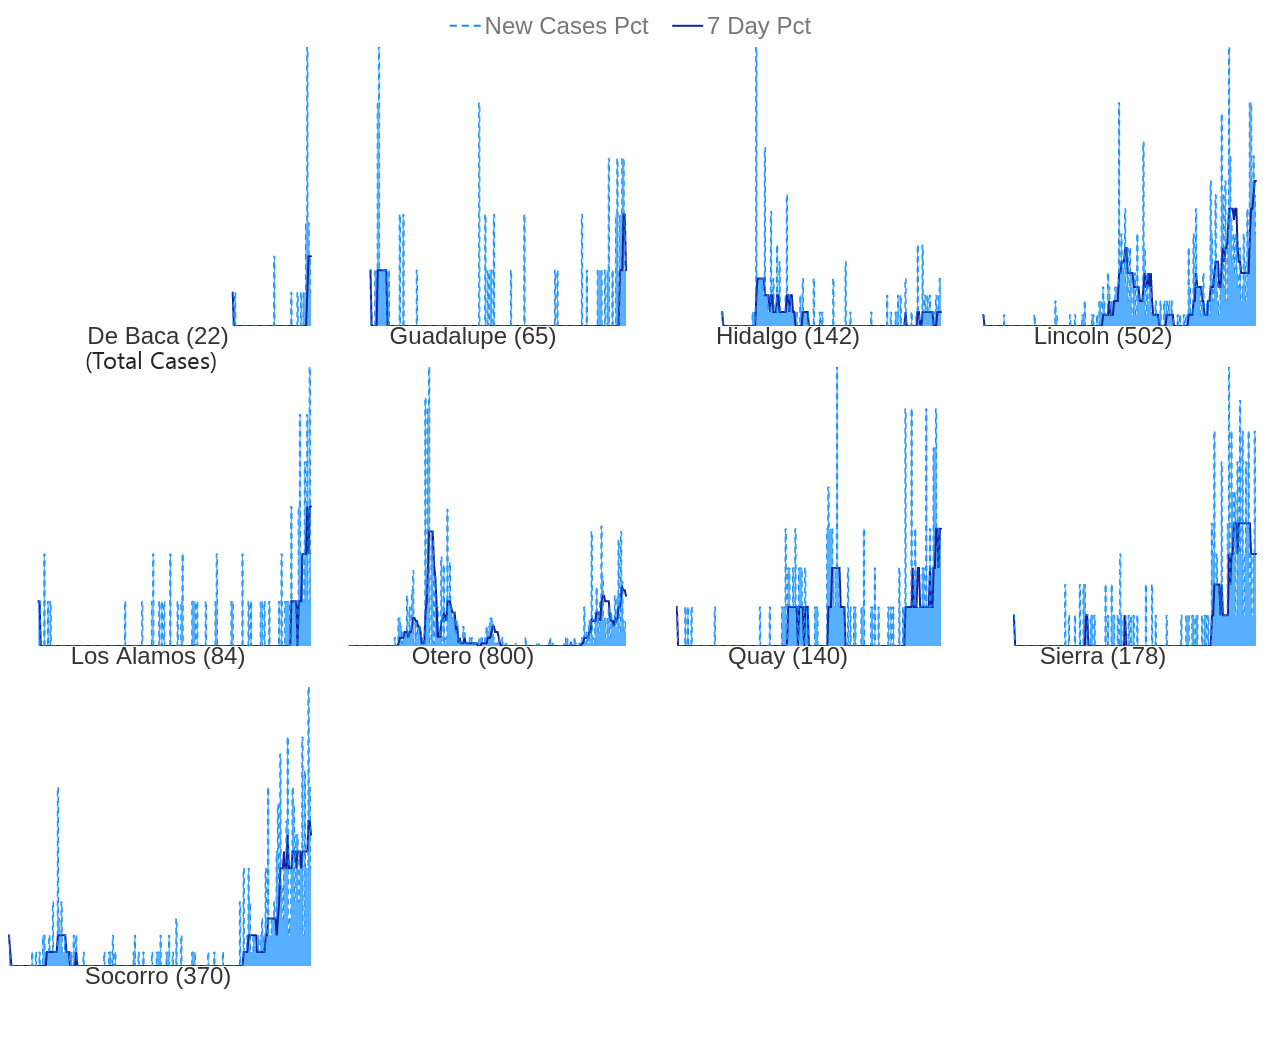 New Cases Pct 7 Day Pct
De Baca (22) Guadalupe (65) Hidalgo (142) Lincoln (502)
(Total Cases)
Los Alamos (84) Otero (800) Quay (140) Sierra (178)
Socorro (370)